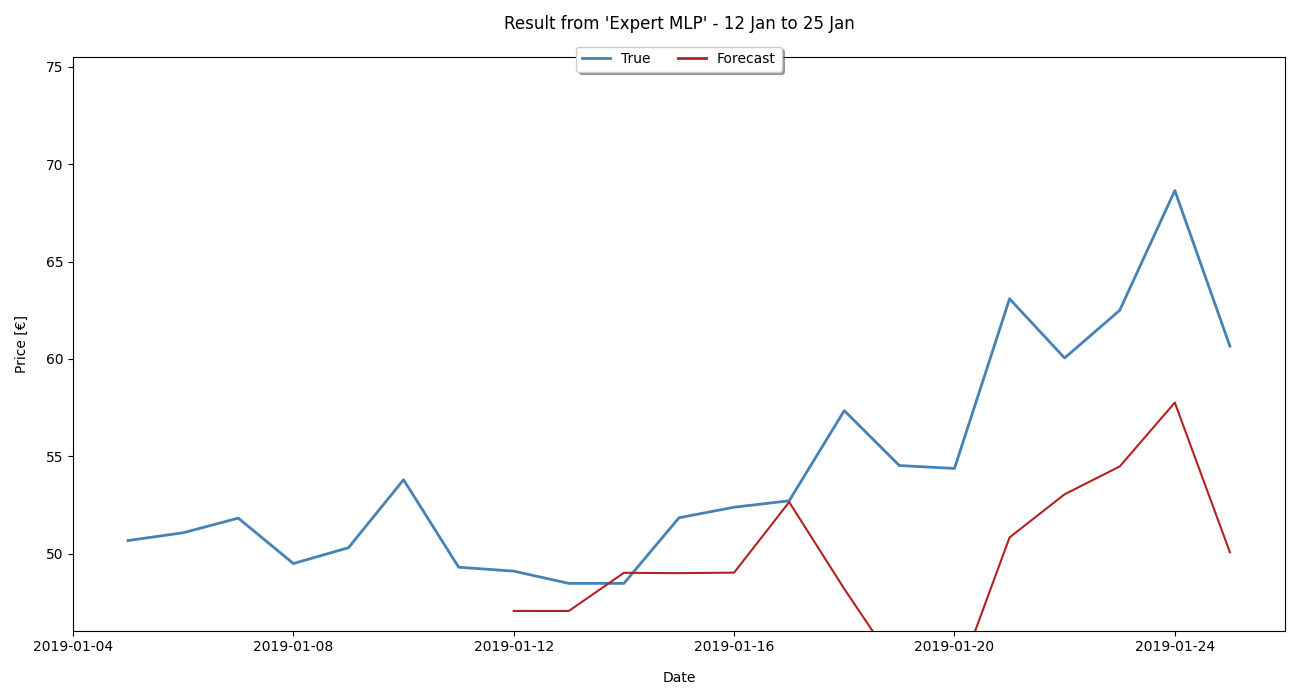 Result from 'Expert MLP' - 12 Jan to 25 Jan
True Forecast
75
70
65
60
55
50
Price [€]
2019-01-04 2019-01-08 2019-01-12 2019-01-16 2019-01-20 2019-01-24
Date